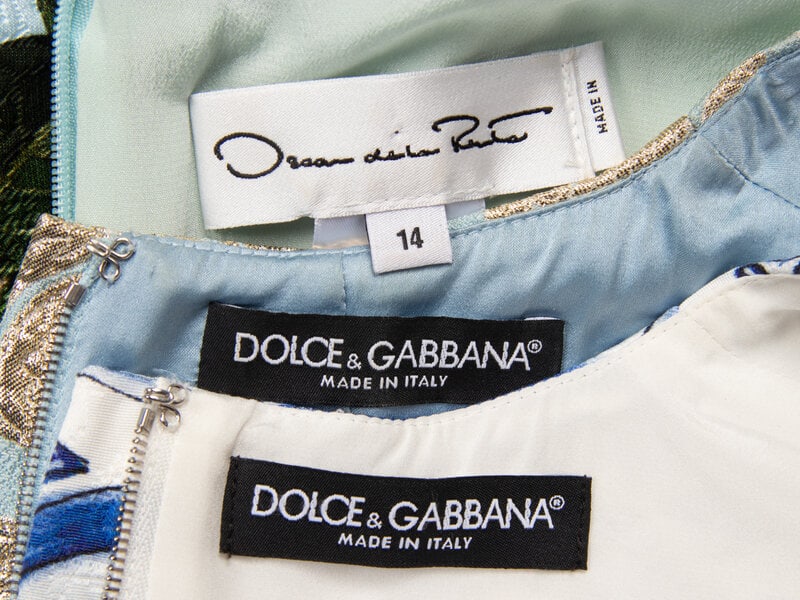 Oscar de la Renta
MADE IN
14
DOLCE & GABBANA®
MADE IN ITALY
DOLCE & GABBANA®
MADE IN ITALY